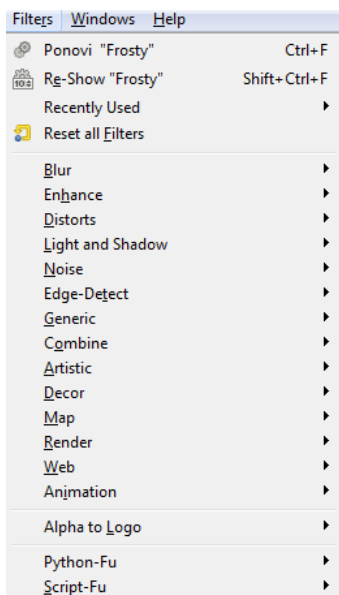 Filters Windows Help
Ponovi "Frosty" Ctrl+F
Re-Show "Frosty" Shift+Ctrl+F
Recently Used
Reset all Filters
Blur
Enhance
Distorts
Light and Shadow
Noise
Edge-Detect
Generic
Combine
Artistic
Decor
Map
Render
Web
Animation
Alpha to Logo
Python-Fu
Script-Fu